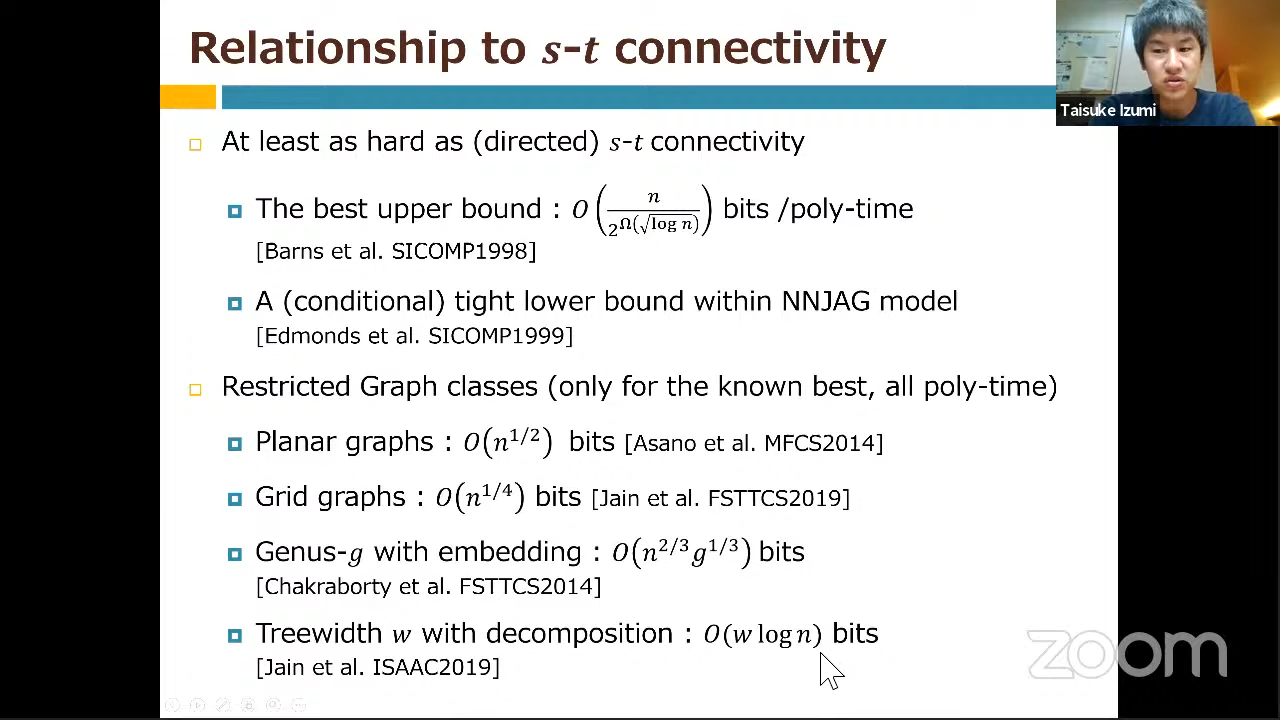 Relationship to s-t connectivity
Taisuke Izumi
At least as hard as (directed) s-t connectivity
The best upper bound : O(n / 2^Ω(√log n)) bits /poly-time
[Barns et al. SICOMP1998]
A (conditional) tight lower bound within NNJAG model
[Edmonds et al. SICOMP1999]
Restricted Graph classes (only for the known best, all poly-time)
Planar graphs : O(n^1/2) bits [Asano et al. MFCS2014]
Grid graphs : O(n^1/4) bits [Jain et al. FSTTCS2019]
Genus-g with embedding : O(n^2/3 g^1/3) bits
[Chakraborty et al. FSTTCS2014]
Treewidth w with decomposition : O(w log n) bits
[Jain et al. ISAAC2019]
zoom